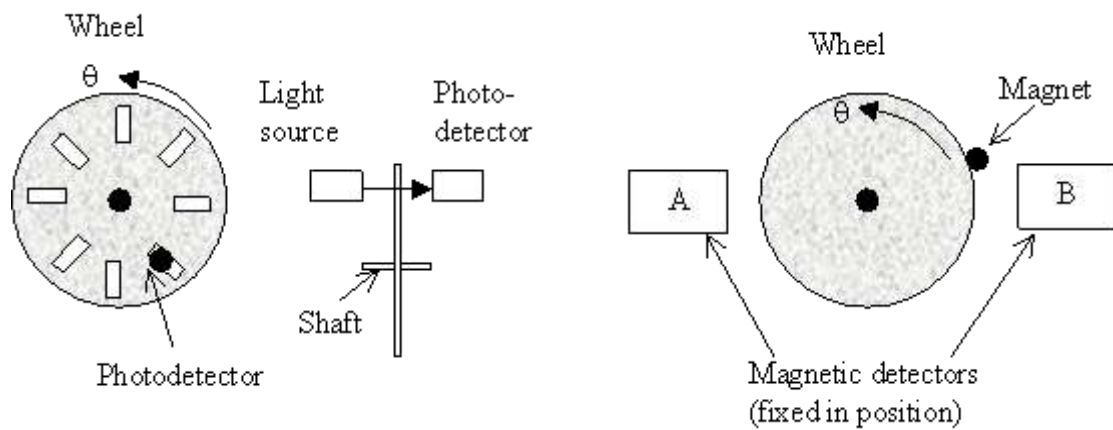 Wheel
θ
Light
source
Photo-
detector
Shaft
Photodetector
Wheel
θ
Magnet
A
B
Magnetic detectors
(fixed in position)